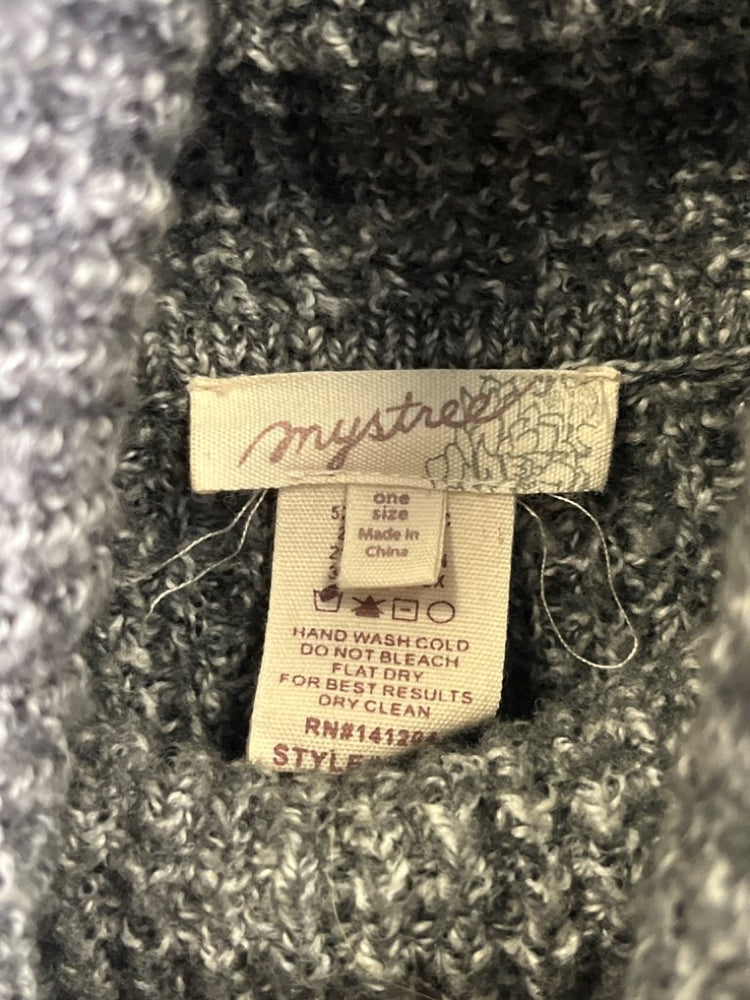 mystree
one
size
Made In
China
HAND WASH COLD
DO NOT BLEACH
FLAT DRY
FOR BEST RESULTS
DRY CLEAN
STYLE